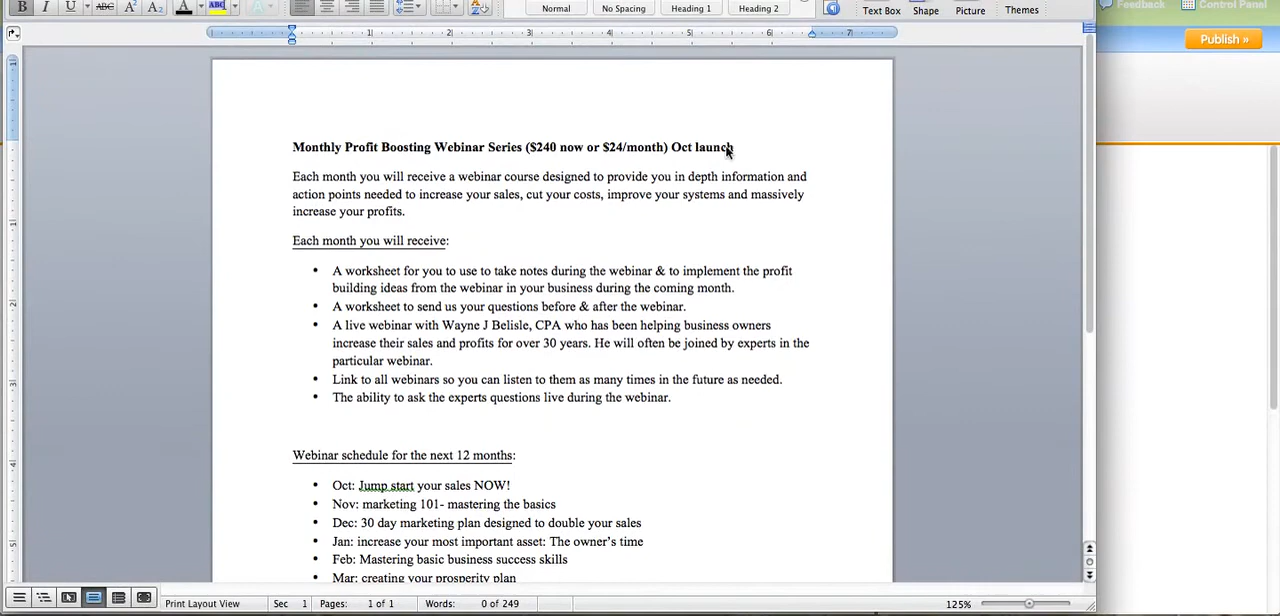 B I U ABC A² A₂ A ABC A
Normal No Spacing Heading 1 Heading 2 Text Box Shape Picture Themes
Feedback Control Panel
Publish »
1 2 3 4 5 6 7
Monthly Profit Boosting Webinar Series ($240 now or $24/month) Oct launch
Each month you will receive a webinar course designed to provide you in depth information and
action points needed to increase your sales, cut your costs, improve your systems and massively
increase your profits.
Each month you will receive:
• A worksheet for you to use to take notes during the webinar & to implement the profit
building ideas from the webinar in your business during the coming month.
• A worksheet to send us your questions before & after the webinar.
• A live webinar with Wayne J Belisle, CPA who has been helping business owners
increase their sales and profits for over 30 years. He will often be joined by experts in the
particular webinar.
• Link to all webinars so you can listen to them as many times in the future as needed.
• The ability to ask the experts questions live during the webinar.
Webinar schedule for the next 12 months:
• Oct: Jump start your sales NOW!
• Nov: marketing 101- mastering the basics
• Dec: 30 day marketing plan designed to double your sales
• Jan: increase your most important asset: The owner's time
• Feb: Mastering basic business success skills
• Mar: creating your prosperity plan
Print Layout View Sec 1 Pages: 1 of 1 Words: 0 of 249 125%